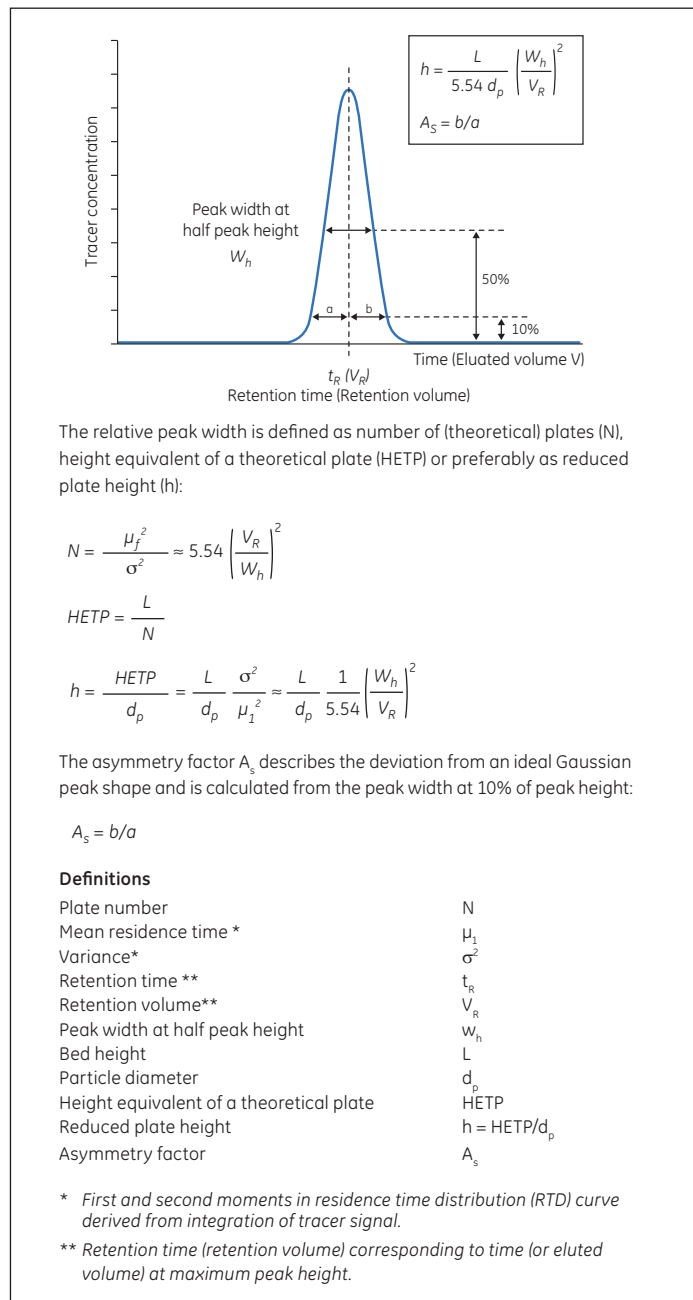 h = L / 5.54 d_p (W_h / V_R)^2
A_S = b/a
Tracer concentration
Peak width at
half peak height
W_h
a
b
50%
10%
Time (Eluated volume V)
t_R (V_R)
Retention time (Retention volume)
The relative peak width is defined as number of (theoretical) plates (N),
height equivalent of a theoretical plate (HETP) or preferably as reduced
plate height (h):
N = μ_f^2 / σ^2 ≈ 5.54 (V_R / W_h)^2
HETP = L / N
h = HETP / d_p = L / d_p σ^2 / μ_1^2 ≈ L / d_p 1 / 5.54 (W_h / V_R)^2
The asymmetry factor A_s describes the deviation from an ideal Gaussian
peak shape and is calculated from the peak width at 10% of peak height:
A_s = b/a
Definitions
Plate number N
Mean residence time * μ_1
Variance* σ^2
Retention time ** t_R
Retention volume** V_R
Peak width at half peak height w_h
Bed height L
Particle diameter d_p
Height equivalent of a theoretical plate HETP
Reduced plate height h = HETP/d_p
Asymmetry factor A_s
* First and second moments in residence time distribution (RTD) curve
derived from integration of tracer signal.
** Retention time (retention volume) corresponding to time (or eluted
volume) at maximum peak height.